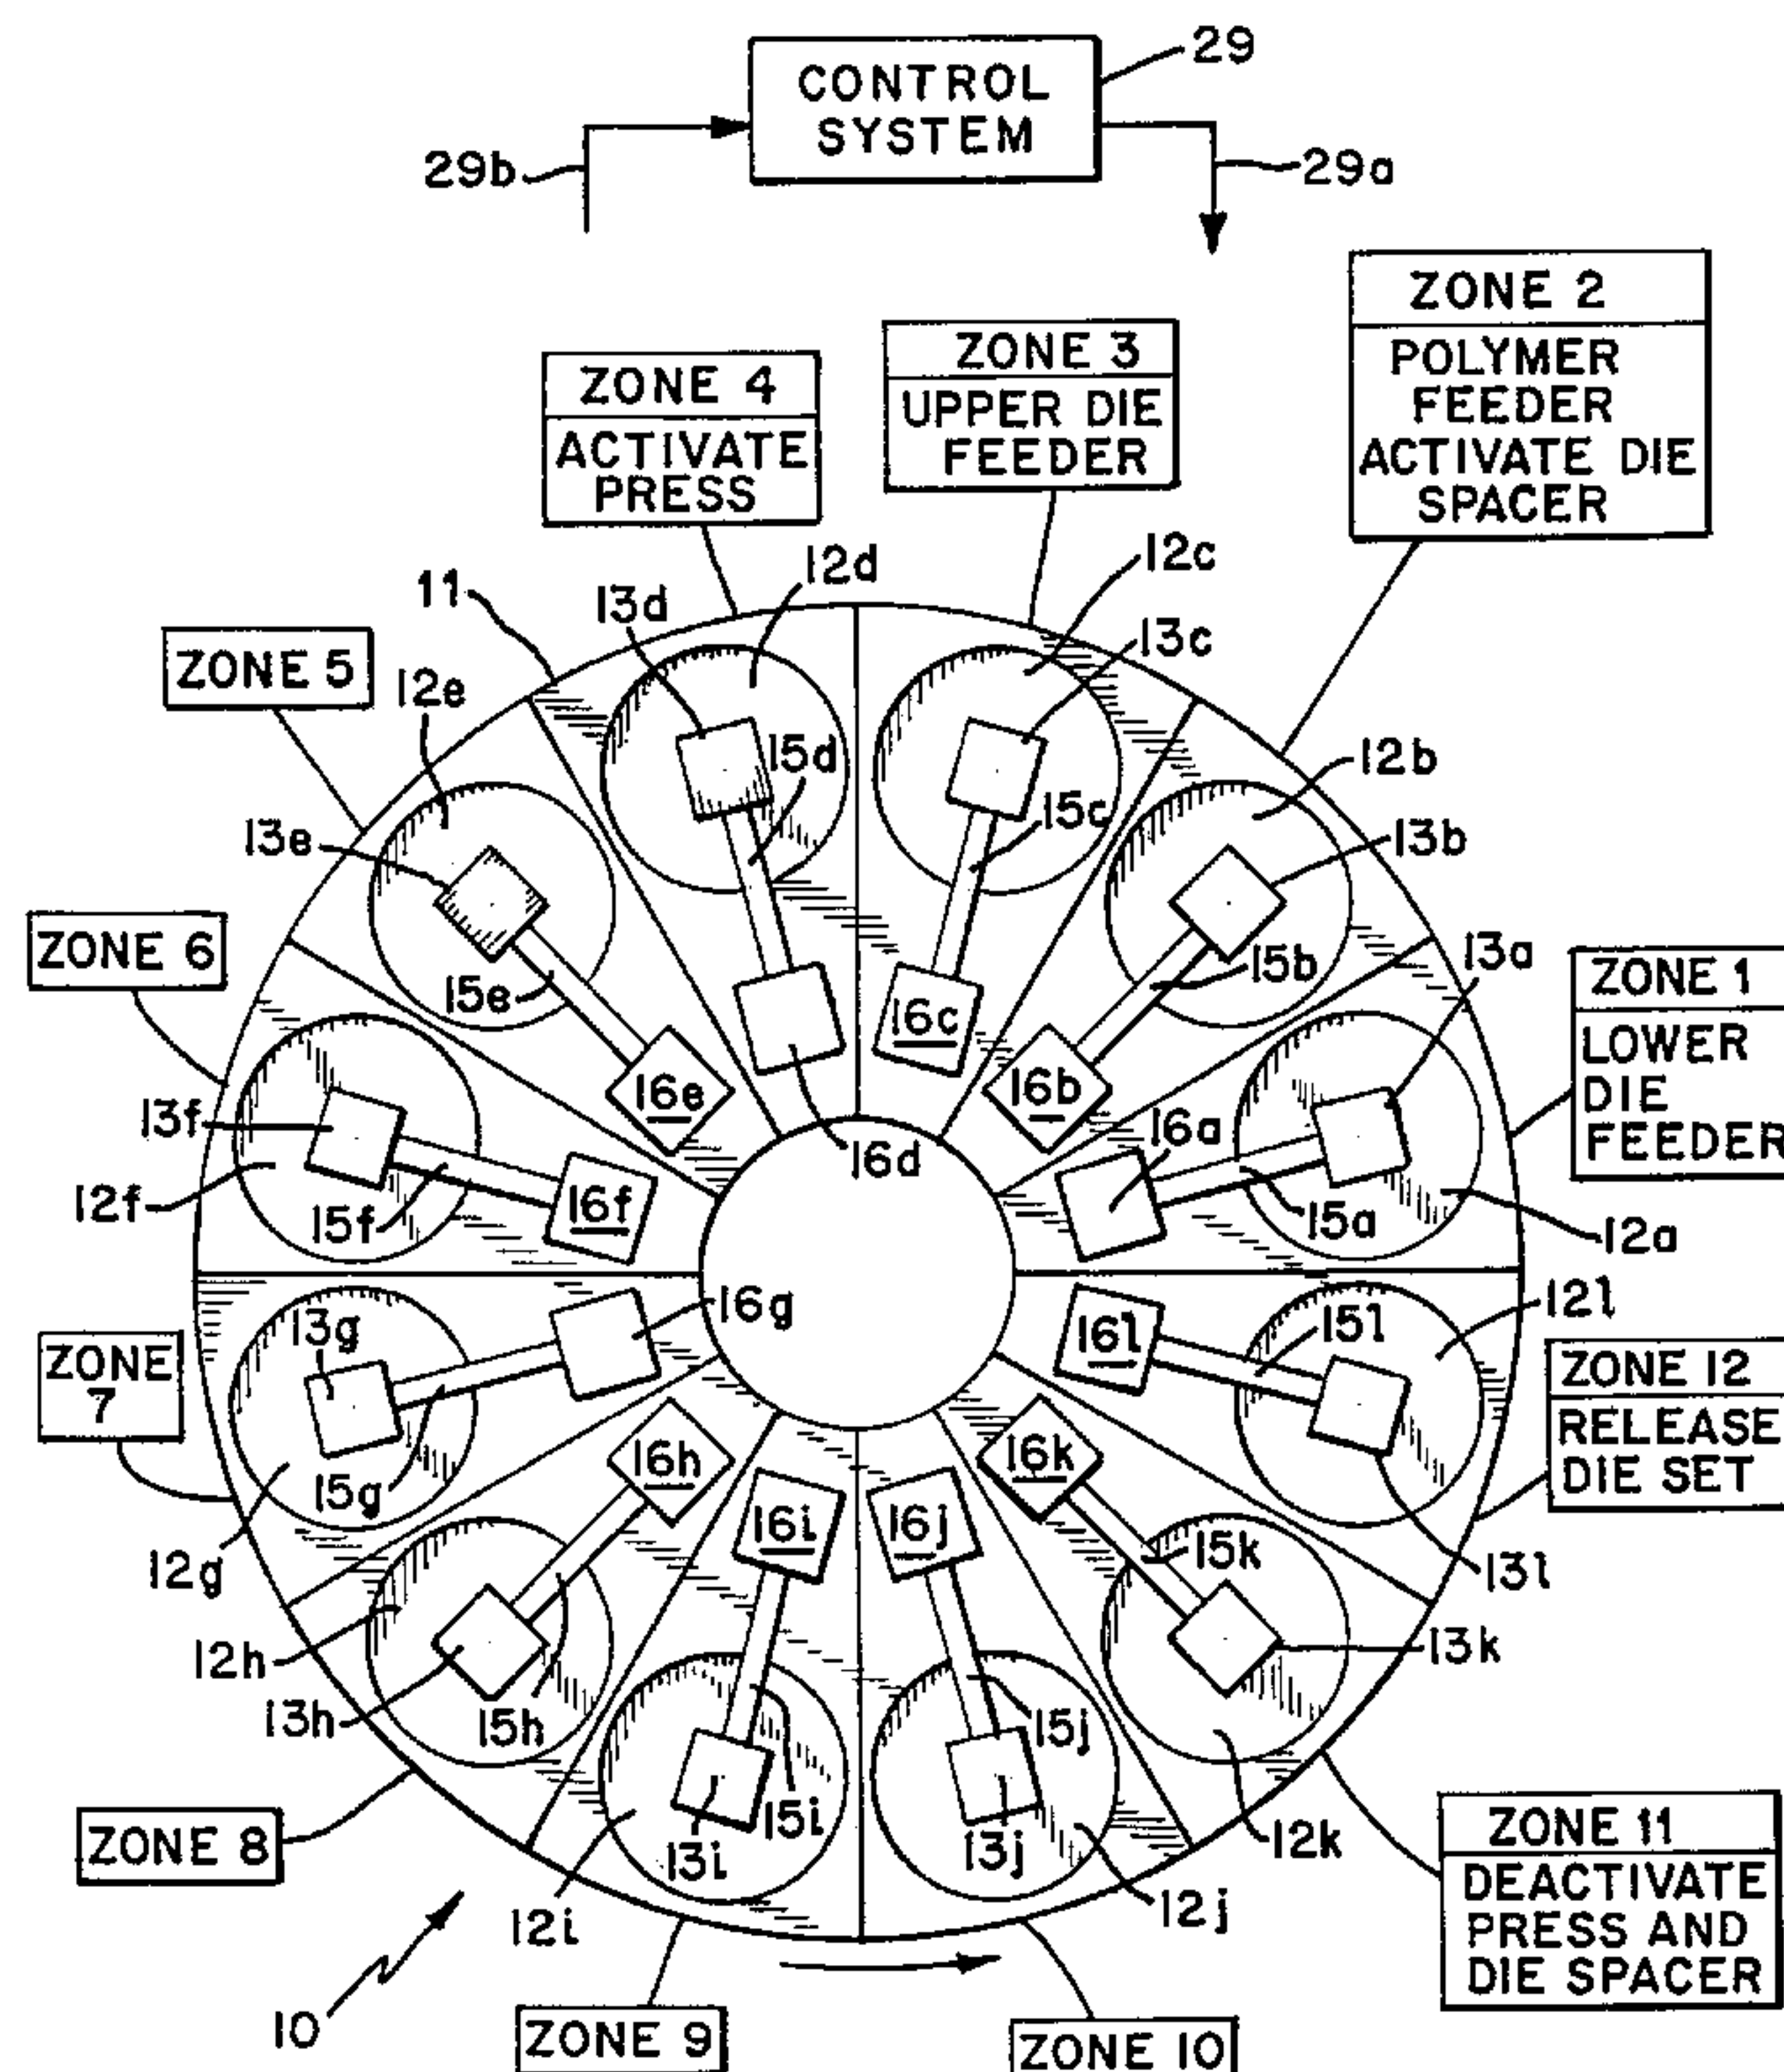 29
CONTROL
SYSTEM
29b
29a
ZONE 2
POLYMER
FEEDER
ACTIVATE DIE
SPACER
ZONE 3
UPPER DIE
FEEDER
ZONE 4
ACTIVATE
PRESS
12d
12c
11
13d
13c
ZONE 5
12e
15d
12b
15c
13e
13b
ZONE 6
13a
15b
15e
16c
ZONE 1
LOWER
DIE
FEEDER
16e
16b
13f
16a
16d
12f
15f
16f
15a
12a
16g
12l
13g
16l
15l
ZONE
7
ZONE 12
RELEASE
DIE SET
15g
16h
16k
12g
16i
16j
15k
13l
12h
13k
13h
15h
15j
15i
ZONE 8
13i
13j
12k
ZONE 11
DEACTIVATE
PRESS AND
DIE SPACER
12i
12j
10
ZONE 9
ZONE 10